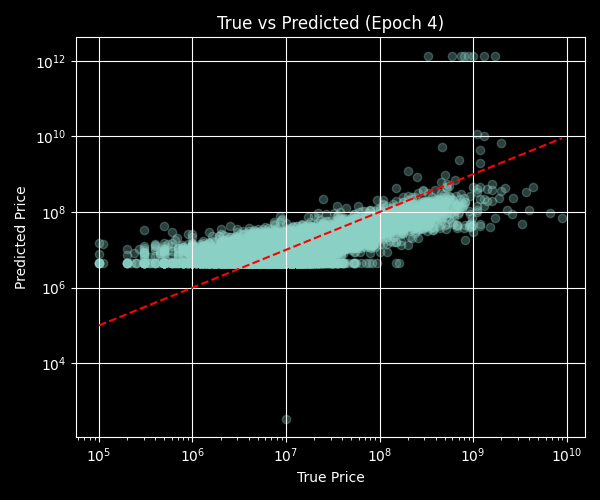 True vs Predicted (Epoch 4)
10¹²
10¹⁰
10⁸
10⁶
10⁴
Predicted Price
10⁵ 10⁶ 10⁷ 10⁸ 10⁹ 10¹⁰
True Price